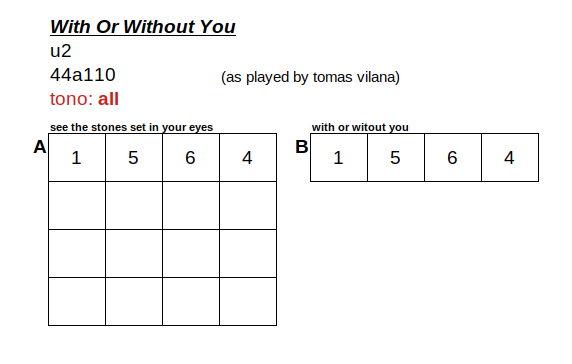 With Or Without You
u2
44a110
(as played by tomas vilana)
tono: all
see the stones set in your eyes
A
1 5 6 4
with or witout you
B
1 5 6 4